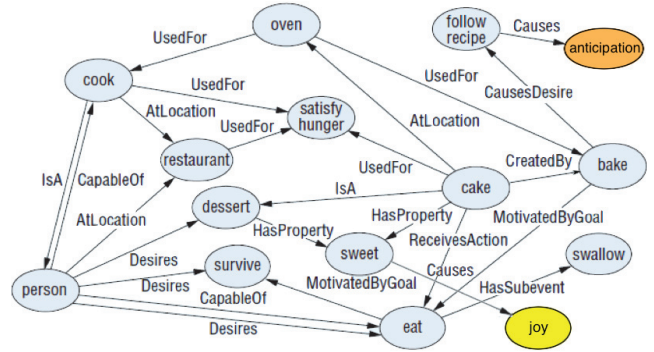 oven
follow
recipe
Causes
anticipation
UsedFor
cook
UsedFor
UsedFor
CausesDesire
AtLocation
satisfy
hunger
AtLocation
UsedFor
restaurant
UsedFor
CreatedBy
bake
IsA
CapableOf
IsA
cake
AtLocation
dessert
HasProperty
HasProperty
MotivatedByGoal
ReceivesAction
sweet
swallow
Desires
survive
person
Desires
MotivatedByGoal
Causes
HasSubevent
CapableOf
Desires
eat
joy